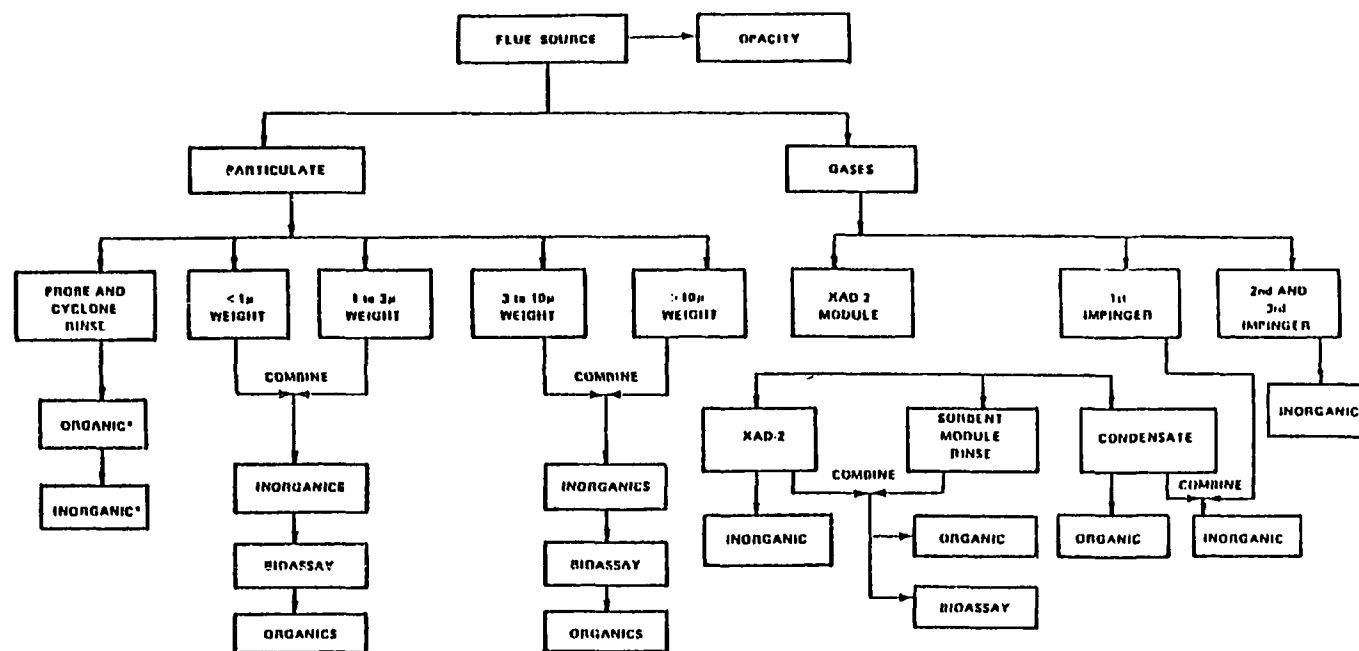 FLUE SOURCE
OPACITY
PARTICULATE
GASES
PROBE AND
CYCLONE
RINSE
< 1μ
WEIGHT
1 to 3μ
WEIGHT
3 to 10μ
WEIGHT
>10μ
WEIGHT
XAD 2
MODULE
1st
IMPINGER
2nd AND
3rd
IMPINGER
COMBINE
COMBINE
INORGANIC
ORGANIC*
XAD-2
SORBENT
MODULE
RINSE
CONDENSATE
COMBINE
COMBINE
INORGANIC*
INORGANICS
INORGANICS
INORGANIC
ORGANIC
ORGANIC
INORGANIC
BIOASSAY
BIOASSAY
BIOASSAY
ORGANICS
ORGANICS